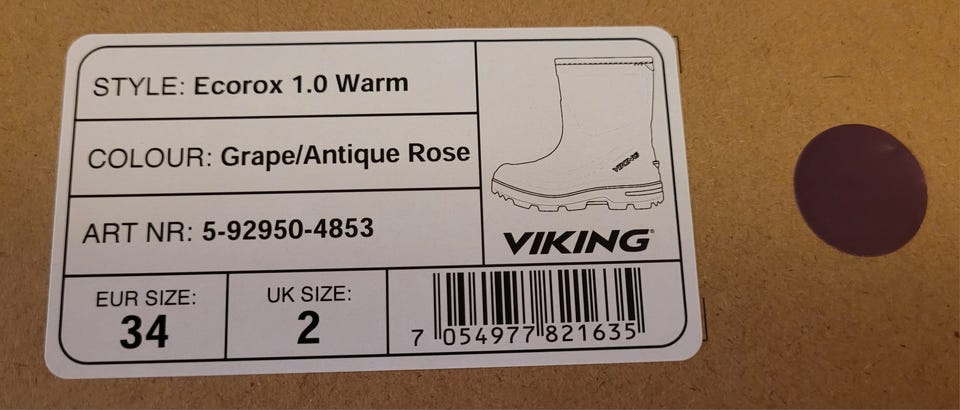 STYLE: Ecorox 1.0 Warm
COLOUR: Grape/Antique Rose
ART NR: 5-92950-4853
VIKING
VIKING
EUR SIZE:
34
UK SIZE:
2
7 054977 821635